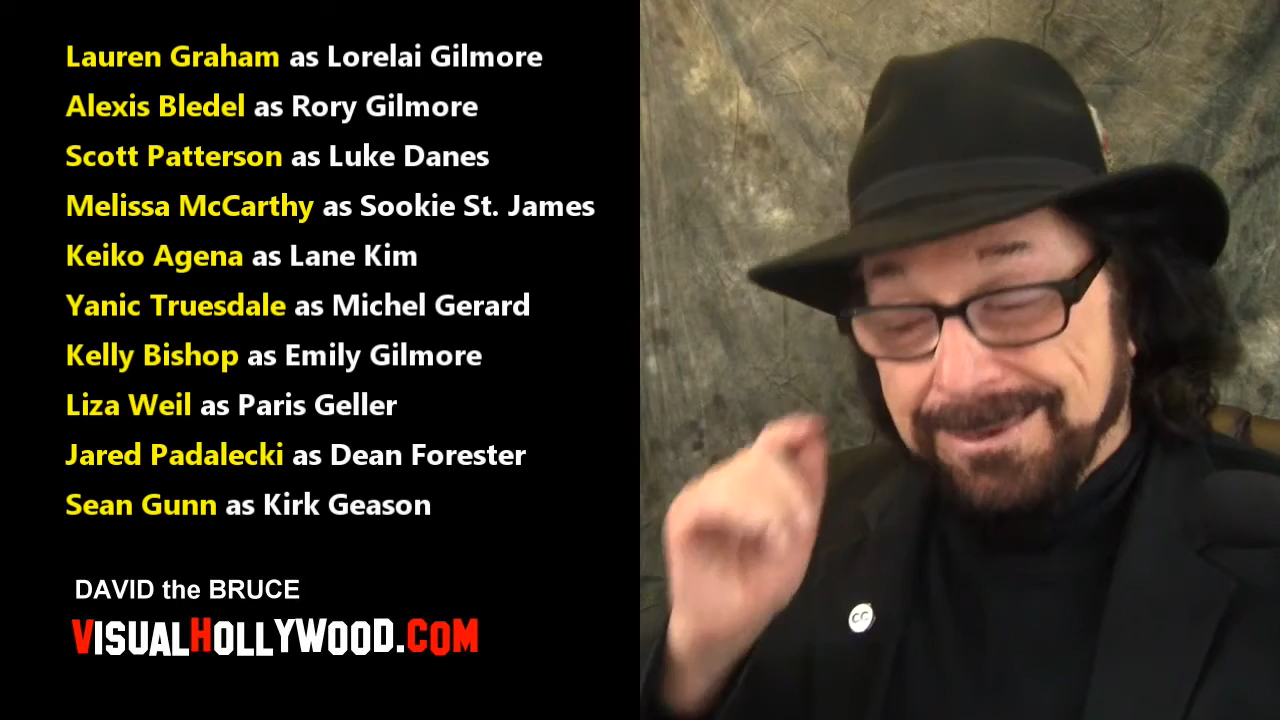 Lauren Graham as Lorelai Gilmore
Alexis Bledel as Rory Gilmore
Scott Patterson as Luke Danes
Melissa McCarthy as Sookie St. James
Keiko Agena as Lane Kim
Yanic Truesdale as Michel Gerard
Kelly Bishop as Emily Gilmore
Liza Weil as Paris Geller
Jared Padalecki as Dean Forester
Sean Gunn as Kirk Geason
DAVID the BRUCE
VISUALHOLLYWOOD.COM
CC